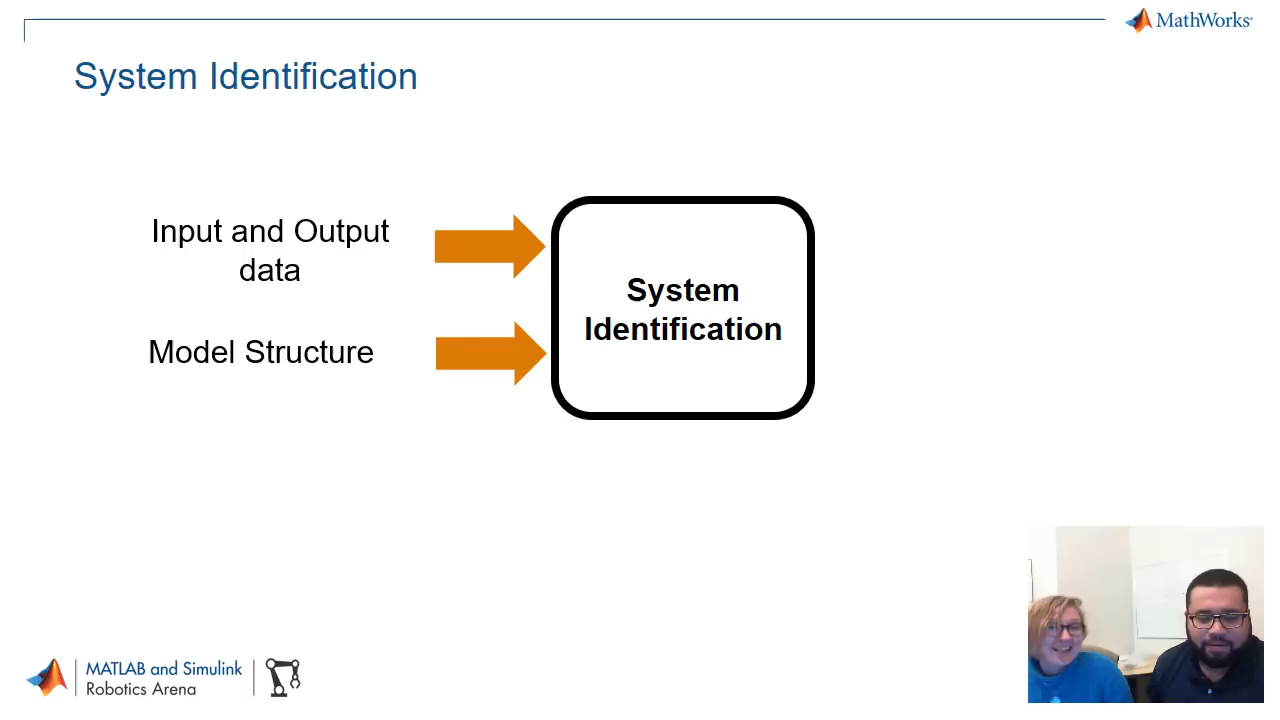 MathWorks
System Identification
Input and Output
data
Model Structure
System
Identification
MATLAB and Simulink
Robotics Arena